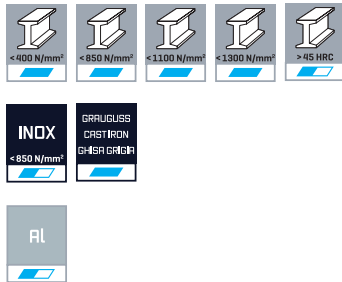 <400 N/mm² <850 N/mm² <1100 N/mm² <1300 N/mm² >45 HRC
INOX
<850 N/mm²
GRAUGUSS
CAST IRON
GHISA GRIGIA
Al